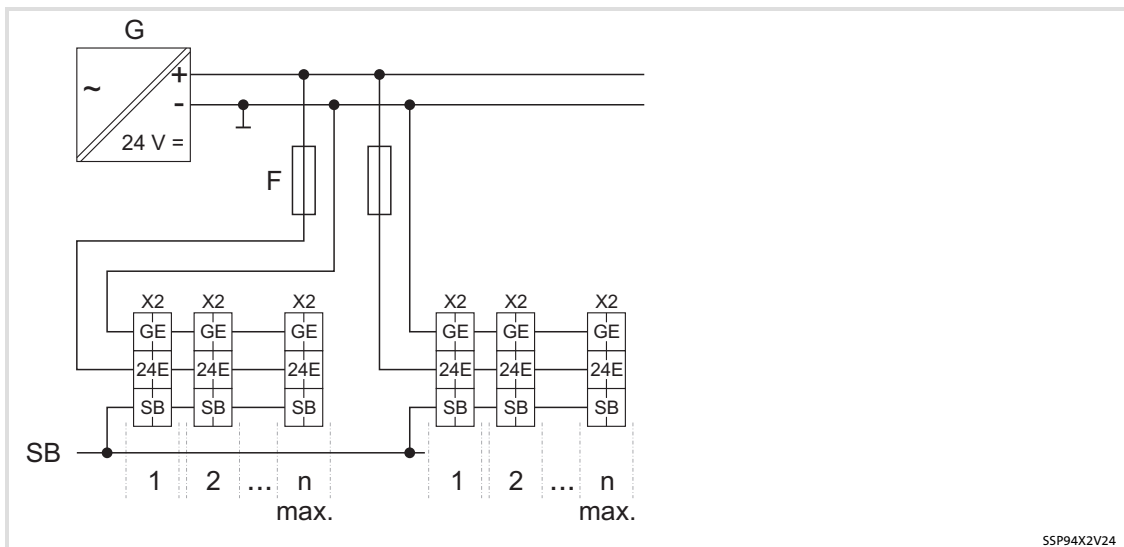 G
+
~
-
24 V =
F
X2 X2 X2 X2 X2 X2
GE GE GE GE GE GE
24E 24E 24E 24E 24E 24E
SB SB SB SB SB SB
SB
1 2 ... n 1 2 ... n
max. max.
SSP94X2V24